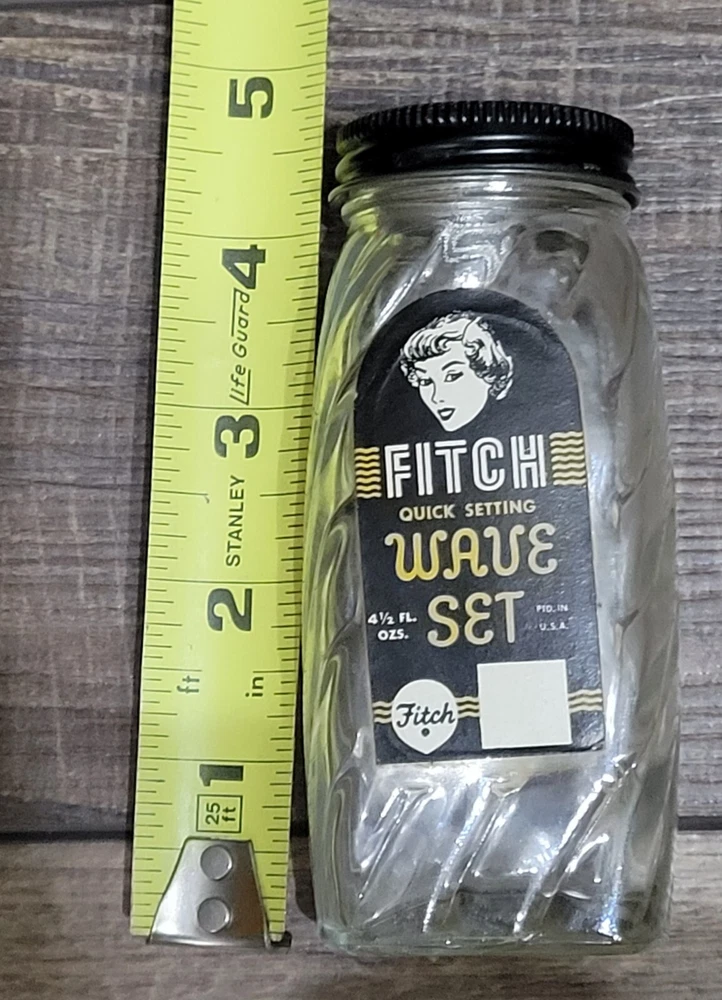 5
4
Life Guard
3
STANLEY
2
ft
in
1
25
ft
FITCH
QUICK SETTING
WAVE
SET
4½ FL.
OZS.
PTD. IN
U.S.A.
Fitch